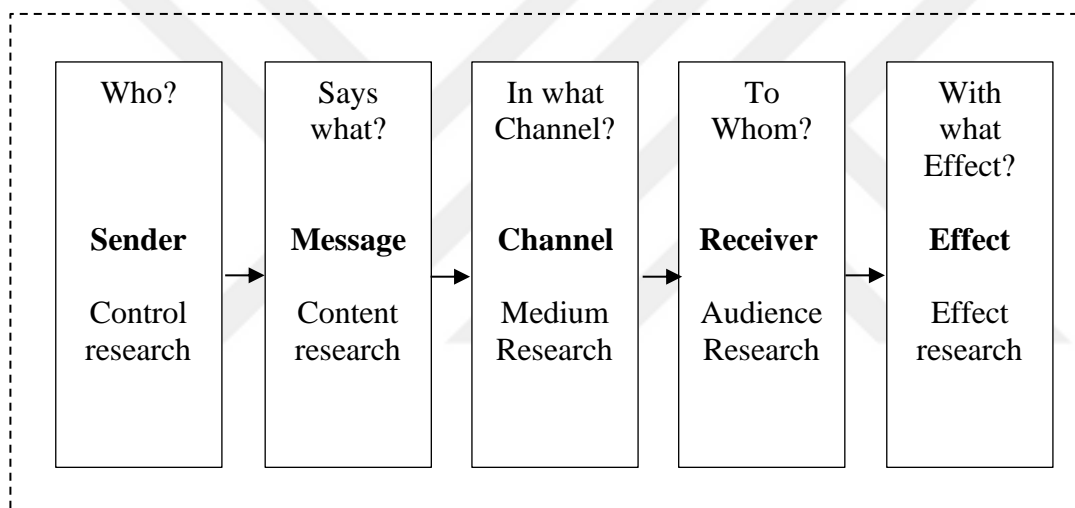 Who?
Sender
Control
research
Says
what?
Message
Content
research
In what
Channel?
Channel
Medium
Research
To
Whom?
Receiver
Audience
Research
With
what
Effect?
Effect
Effect
research